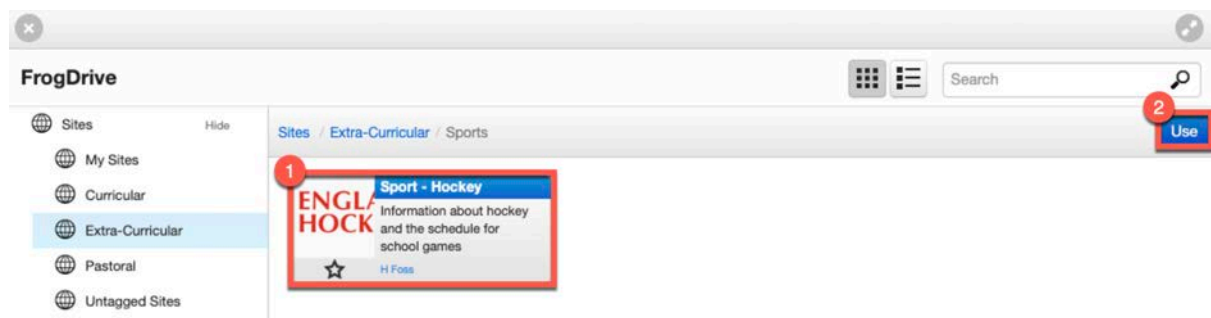 FrogDrive
Search
2
Sites Hide
Sites / Extra-Curricular / Sports
Use
My Sites
1
Sport - Hockey
ENGLA
HOCK
Information about hockey
and the schedule for
school games
H Foss
Curricular
Extra-Curricular
Pastoral
Untagged Sites